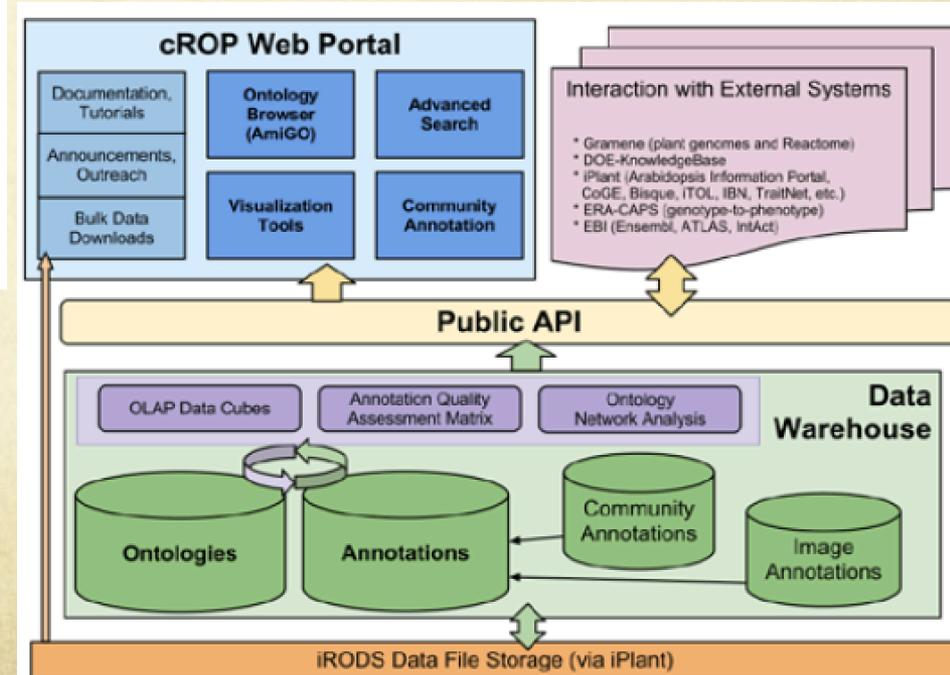 cROP Web Portal
Documentation,
Tutorials
Announcements,
Outreach
Bulk Data
Downloads
Ontology
Browser
(AmiGO)
Advanced
Search
Visualization
Tools
Community
Annotation
Interaction with External Systems
* Gramene (plant genomes and Reactome)
* DOE-KnowledgeBase
* iPlant (Arabidopsis Information Portal,
CoGE, Bisque, iTOL, IBN, TraitNet, etc.)
* ERA-CAPS (genotype-to-phenotype)
* EBI (Ensembl, ATLAS, IntAct)
Public API
Data
Warehouse
OLAP Data Cubes
Annotation Quality
Assessment Matrix
Ontology
Network Analysis
Ontologies
Annotations
Community
Annotations
Image
Annotations
iRODS Data File Storage (via iPlant)